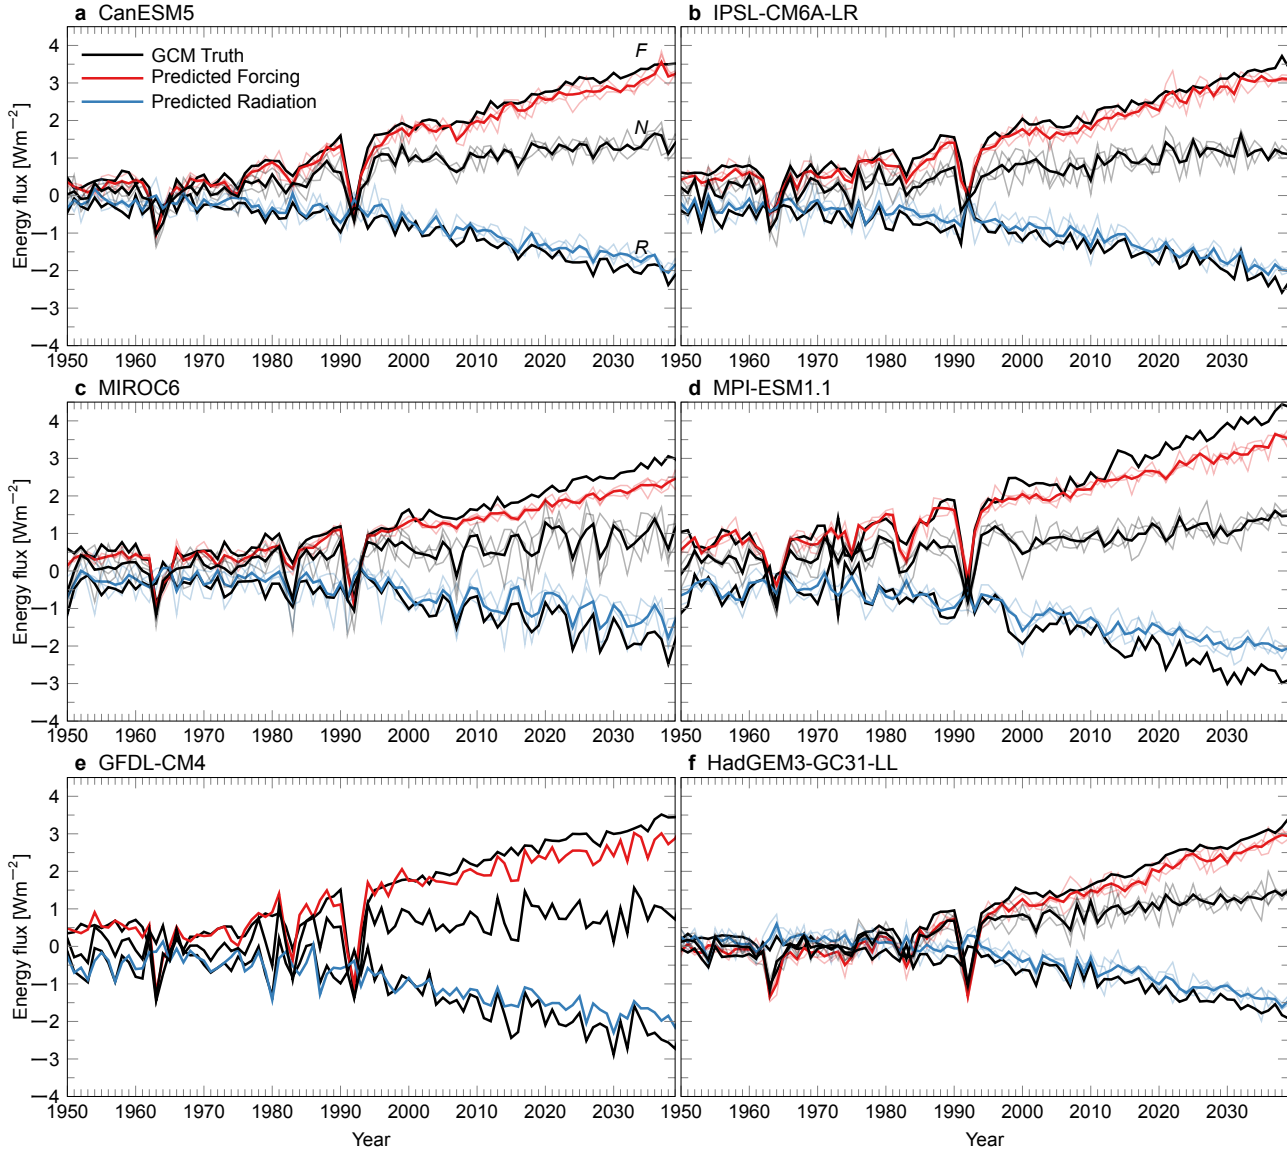 a CanESM5
b IPSL-CM6A-LR
GCM Truth
Predicted Forcing
Predicted Radiation
F
N
R
Energy flux [Wm−2]
4
3
2
1
0
−1
−2
−3
−4
1950 1960 1970 1980 1990 2000 2010 2020 2030
1950 1960 1970 1980 1990 2000 2010 2020 2030
c MIROC6
d MPI-ESM1.1
Energy flux [Wm−2]
4
3
2
1
0
−1
−2
−3
−4
1950 1960 1970 1980 1990 2000 2010 2020 2030
1950 1960 1970 1980 1990 2000 2010 2020 2030
e GFDL-CM4
f HadGEM3-GC31-LL
Energy flux [Wm−2]
4
3
2
1
0
−1
−2
−3
−4
1950 1960 1970 1980 1990 2000 2010 2020 2030
1950 1960 1970 1980 1990 2000 2010 2020 2030
Year
Year